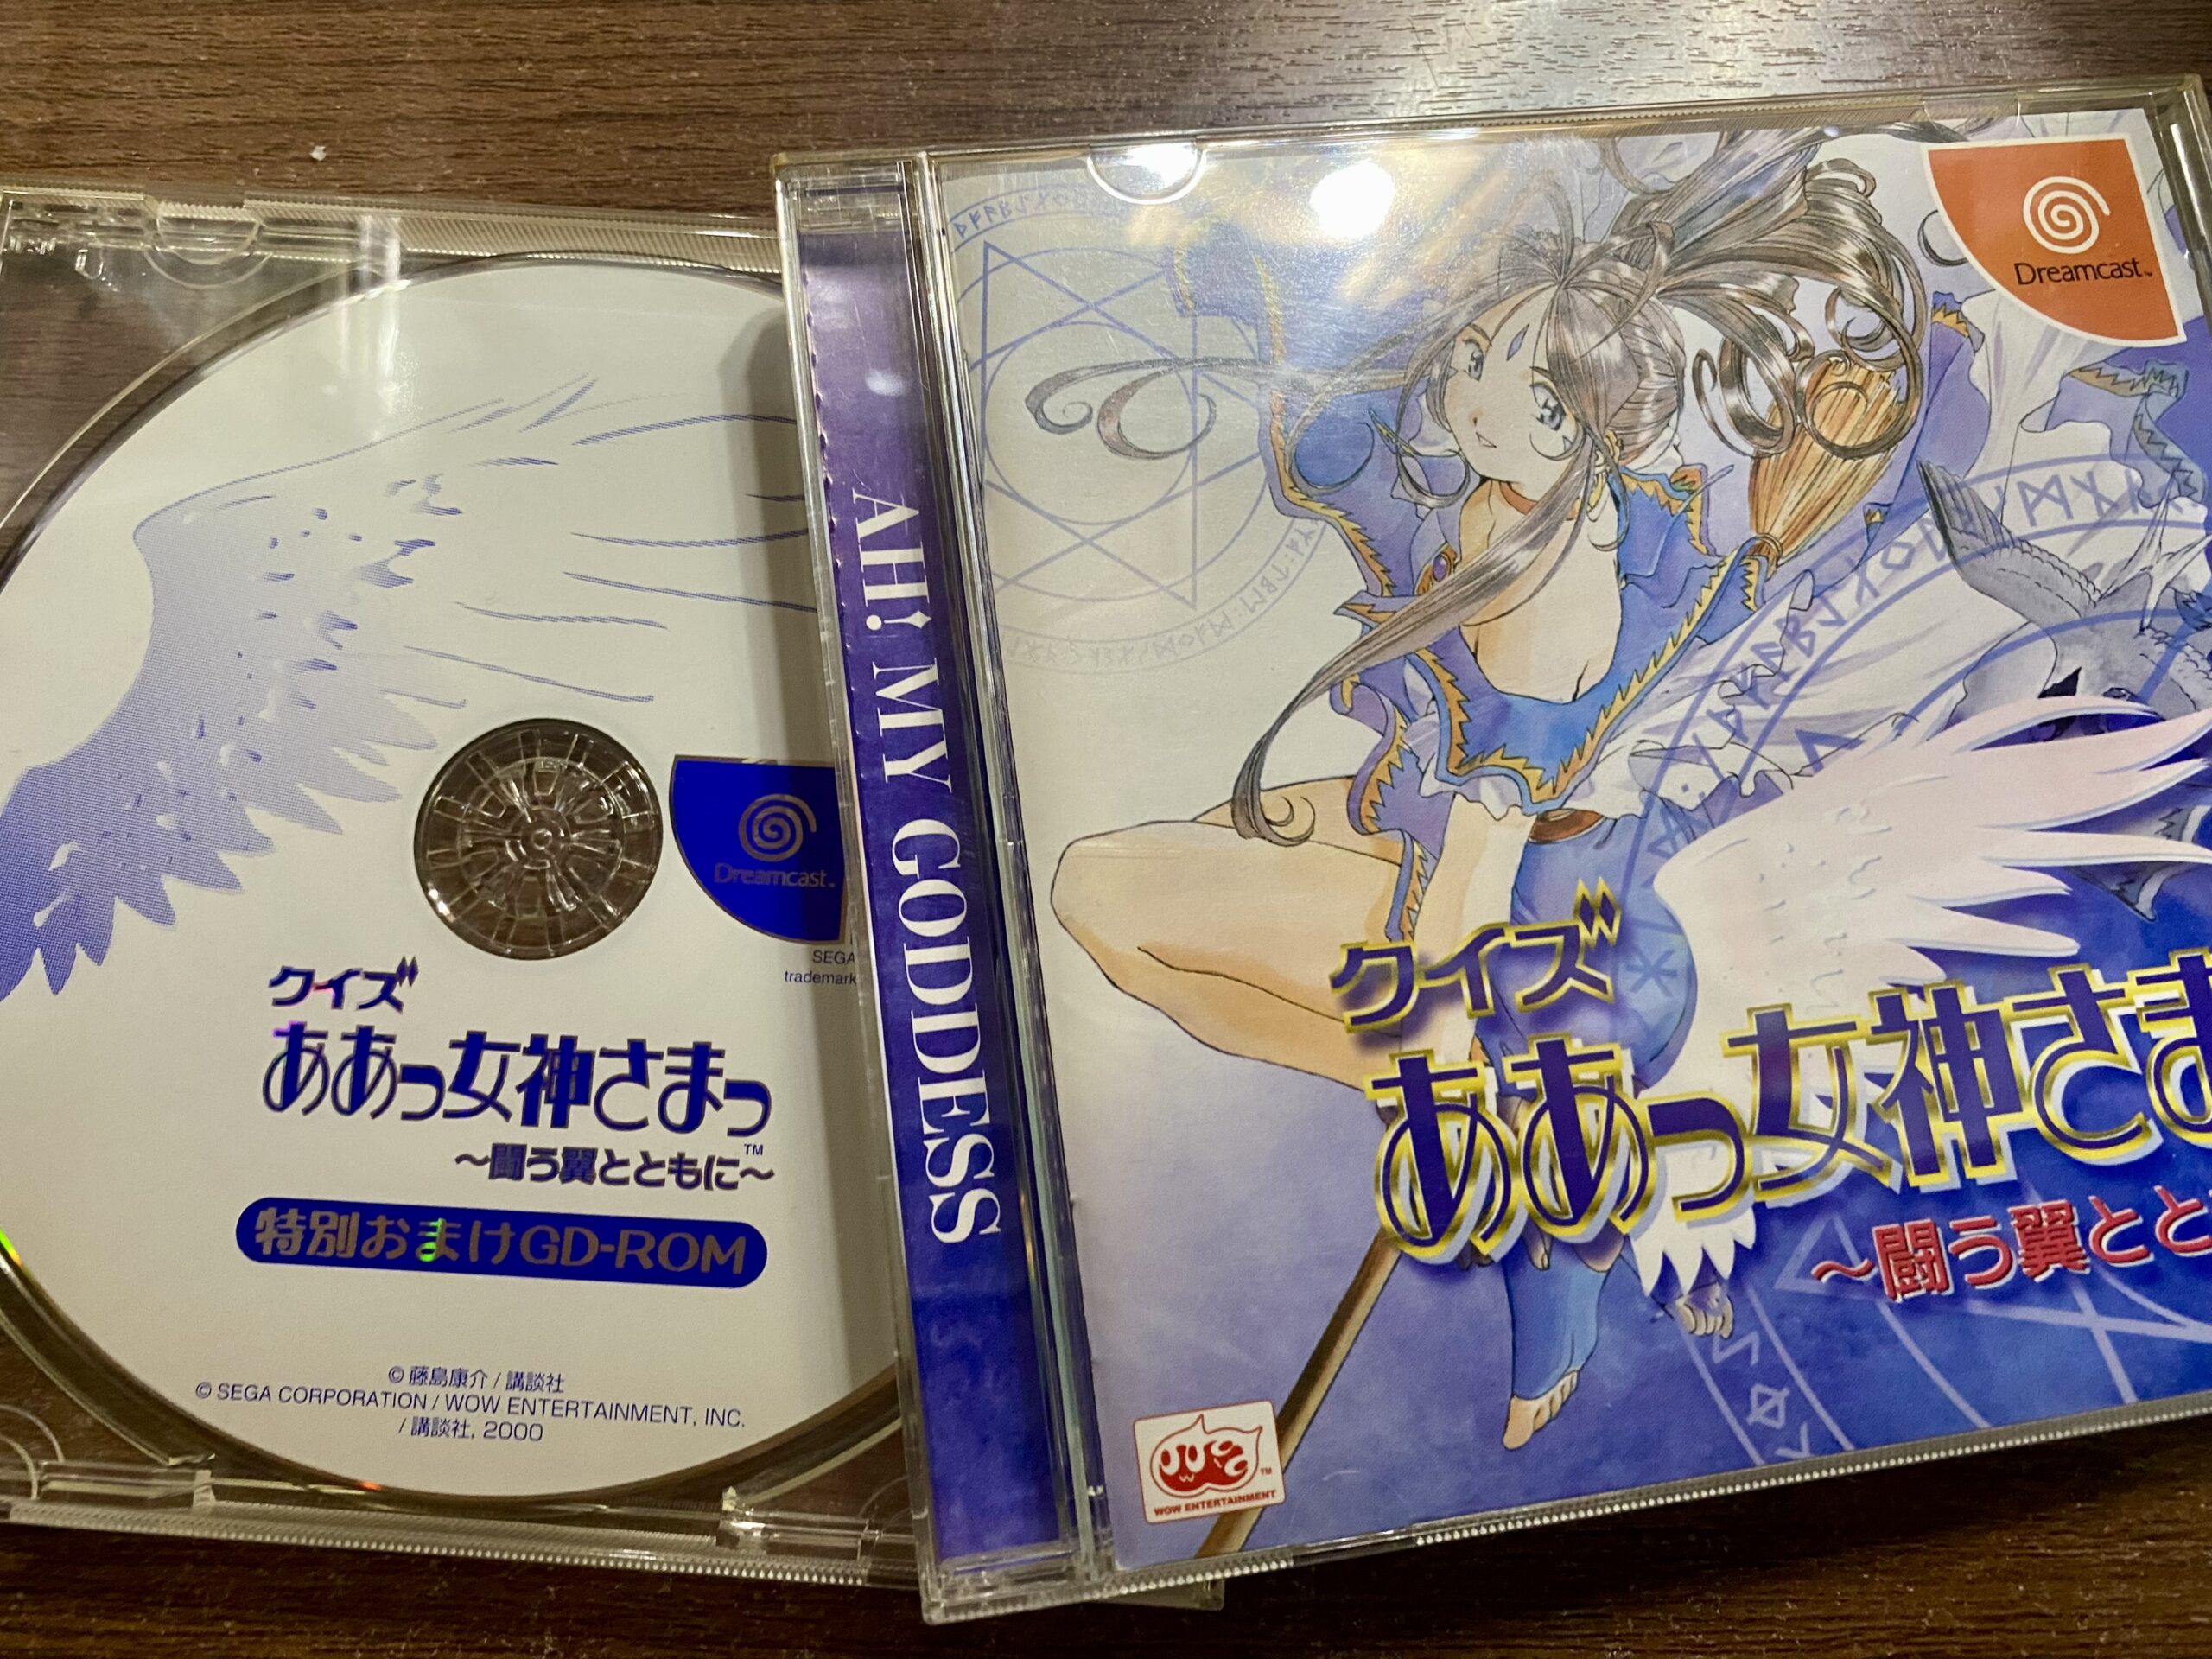 Dreamcast
SEGA
trademark
クイズ
ああっ女神さまっ
™
～闘う翼とともに～
特別おまけGD-ROM
© 藤島康介 / 講談社
© SEGA CORPORATION / WOW ENTERTAINMENT, INC.
/ 講談社, 2000
AH! MY GODDESS
Dreamcast™
クイズ
ああっ女神さま
～闘う翼とと
WOW ENTERTAINMENT